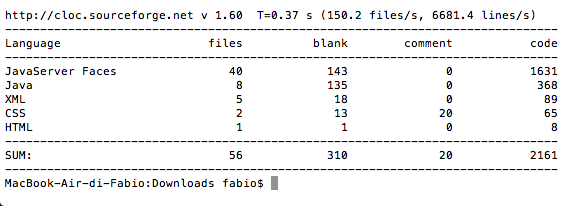 http://cloc.sourceforge.net v 1.60  T=0.37 s (150.2 files/s, 6681.4 lines/s)
-------------------------------------------------------------------------------
Language                     files          blank        comment           code
-------------------------------------------------------------------------------
JavaServer Faces                40            143              0           1631
Java                             8            135              0            368
XML                              5             18              0             89
CSS                              2             13             20             65
HTML                             1              1              0              8
-------------------------------------------------------------------------------
SUM:                            56            310             20           2161
-------------------------------------------------------------------------------
MacBook-Air-di-Fabio:Downloads fabio$